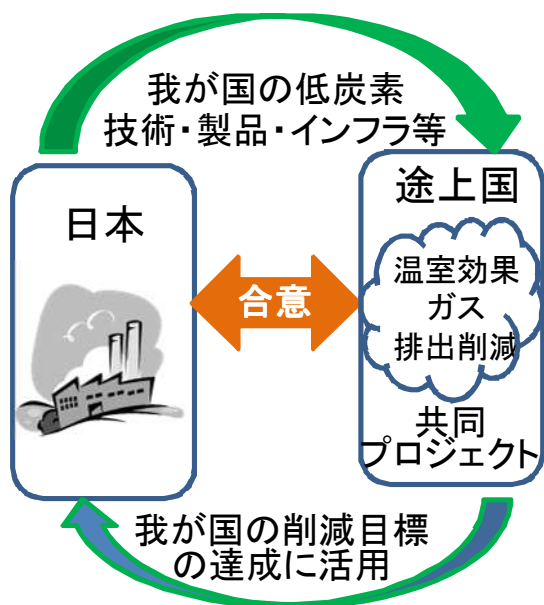 我が国の低炭素
技術・製品・インフラ等
日本
合意
途上国
温室効果
ガス
排出削減
共同
プロジェクト
我が国の削減目標
の達成に活用